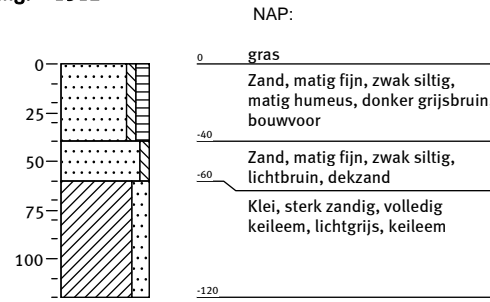 NAP:
0 gras
Zand, matig fijn, zwak siltig,
matig humeus, donker grijsbruin
bouwvoor
-40
Zand, matig fijn, zwak siltig,
lichtbruin, dekzand
-60
Klei, sterk zandig, volledig
keileem, lichtgrijs, keileem
-120
0
25
50
75
100